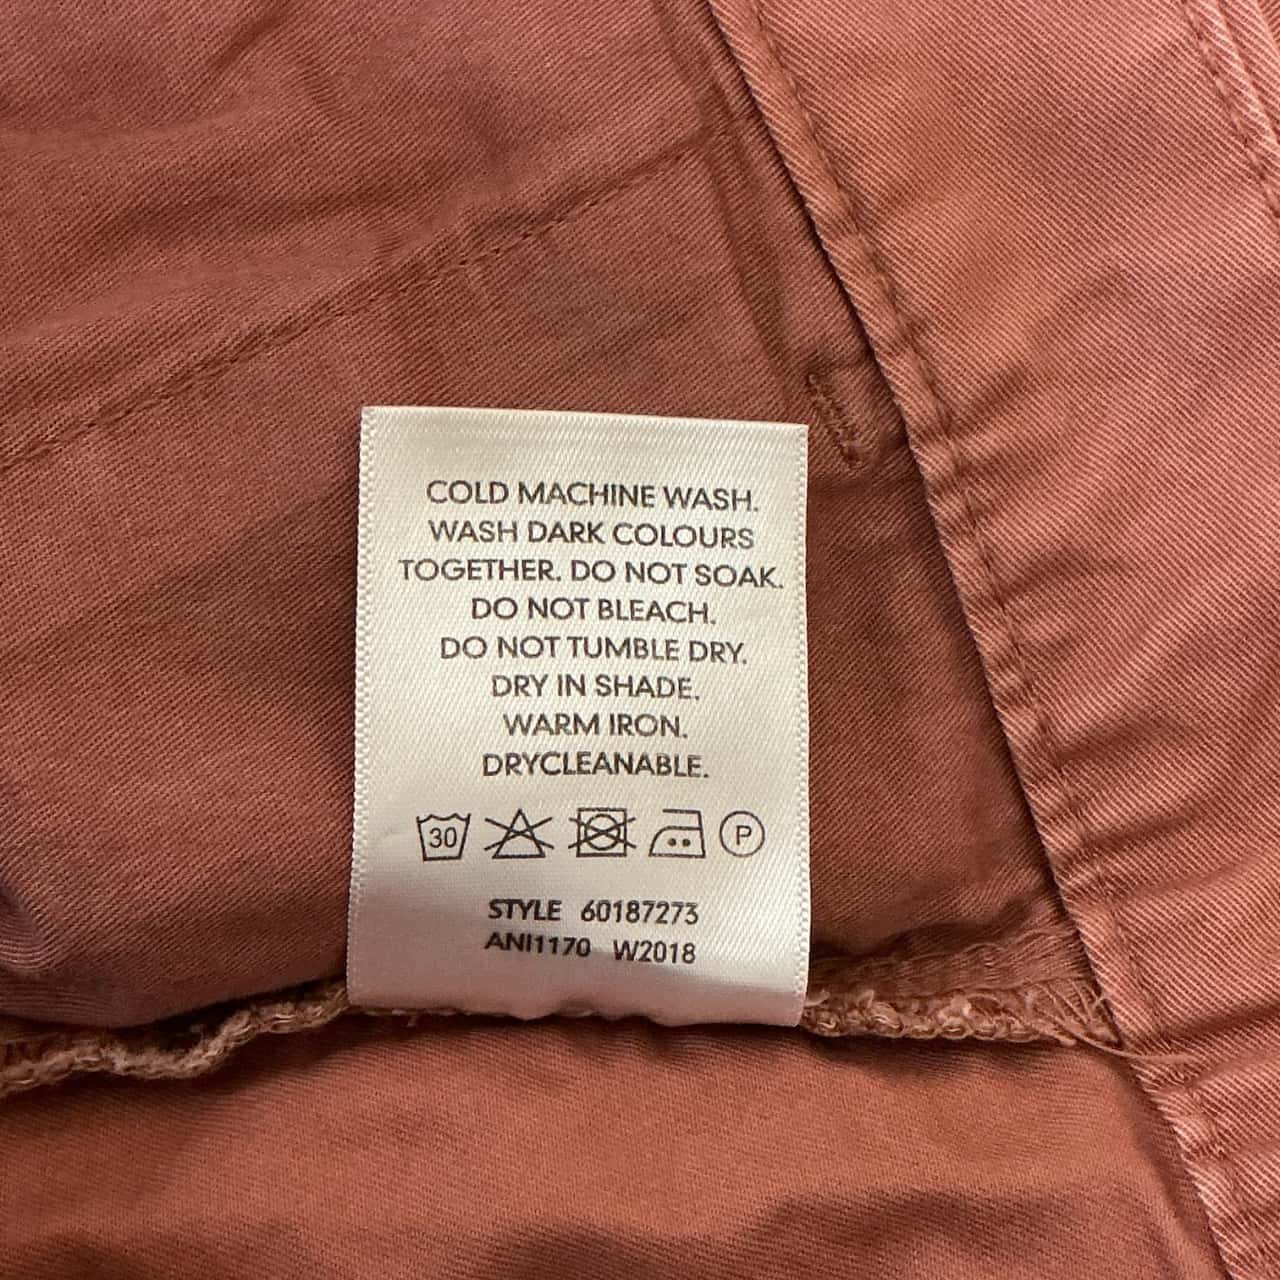 COLD MACHINE WASH.
WASH DARK COLOURS
TOGETHER. DO NOT SOAK.
DO NOT BLEACH.
DO NOT TUMBLE DRY.
DRY IN SHADE.
WARM IRON.
DRYCLEANABLE.
30 P
STYLE 60187273
ANI1170 W2018